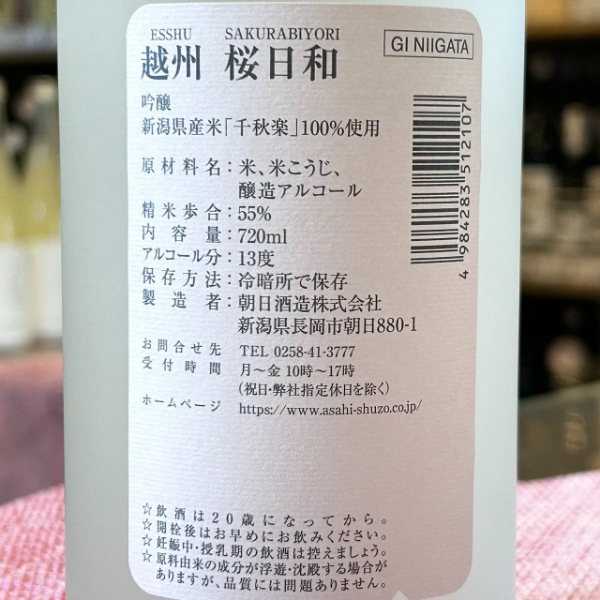 ESSHU SAKURABIYORI
越州 桜日和
GI NIIGATA
吟醸
新潟県産米「千秋楽」100%使用
原材料名：米、米こうじ、
醸造アルコール
精米歩合：55%
内容量：720ml
アルコール分：13度
保存方法：冷暗所で保存
製造者：朝日酒造株式会社
新潟県長岡市朝日880-1
お問合せ先 TEL 0258-41-3777
受付時間 月～金 10時～17時
（祝日・弊社指定休日を除く）
ホームページ https://www.asahi-shuzo.co.jp/
4 984283 512107
☆飲酒は20歳になってから。
☆開栓後はお早めにお飲みください。
☆妊娠中・授乳期の飲酒は控えましょう。
☆原料由来の成分が浮遊・沈殿する場合が
ありますが、品質には問題ありません。